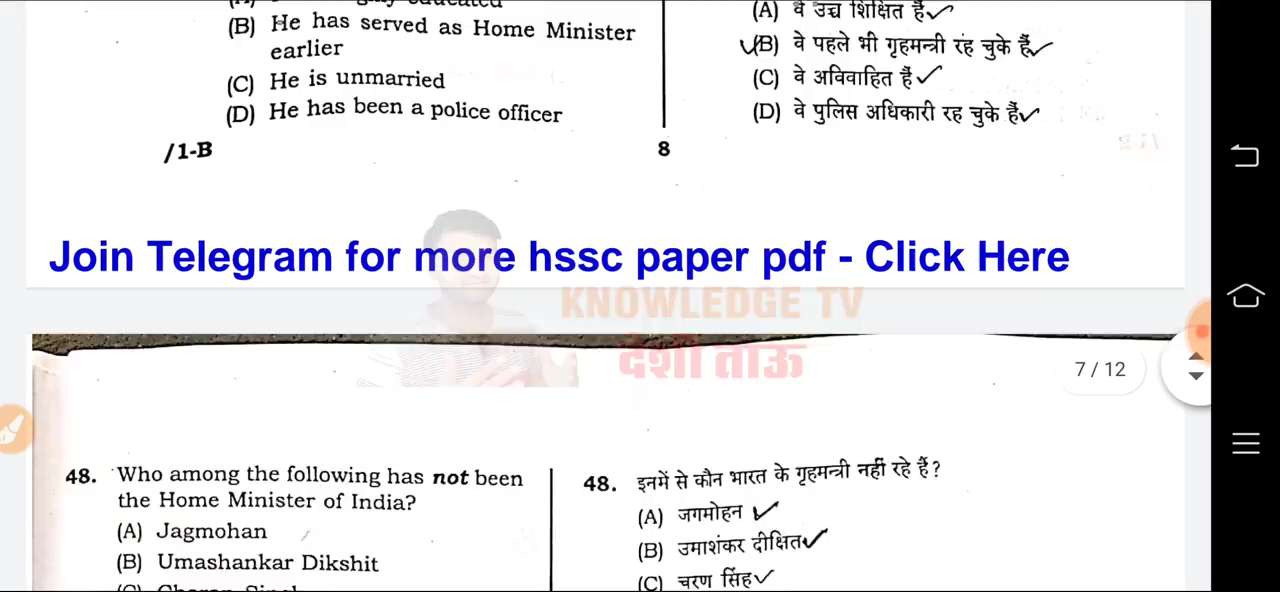 (B) He has served as Home Minister
earlier
(C) He is unmarried
(D) He has been a police officer
(A) वे उच्च शिक्षित हैं
(B) वे पहले भी गृहमन्त्री रह चुके हैं
(C) वे अविवाहित हैं
(D) वे पुलिस अधिकारी रह चुके हैं
/1-B
8
Join Telegram for more hssc paper pdf - Click Here
KNOWLEDGE TV
देशी ताऊ
7 / 12
48. Who among the following has not been
the Home Minister of India?
(A) Jagmohan
(B) Umashankar Dikshit
48. इनमें से कौन भारत के गृहमन्त्री नहीं रहे हैं?
(A) जगमोहन
(B) उमाशंकर दीक्षित
(C) चरण सिंह